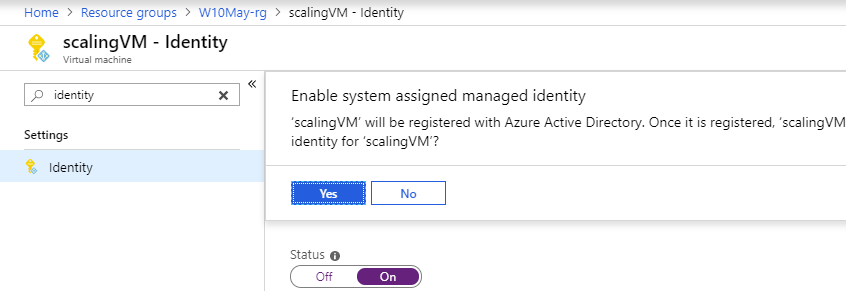 Home > Resource groups > W10May-rg > scalingVM - Identity
scalingVM - Identity
Virtual machine
identity
Settings
Identity
Enable system assigned managed identity
'scalingVM' will be registered with Azure Active Directory. Once it is registered, 'scalingVM
identity for 'scalingVM'?
Yes No
Status
Off On